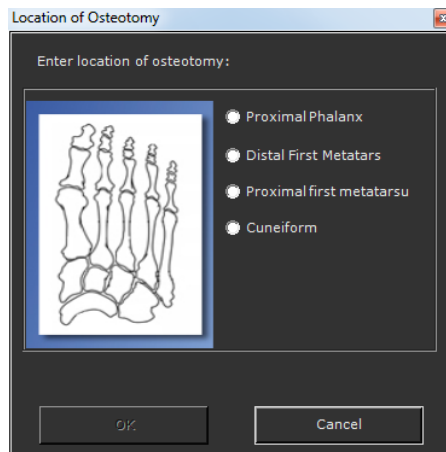 Location of Osteotomy
Enter location of osteotomy:
Proximal Phalanx
Distal First Metatars
Proximal first metatarsu
Cuneiform
OK
Cancel